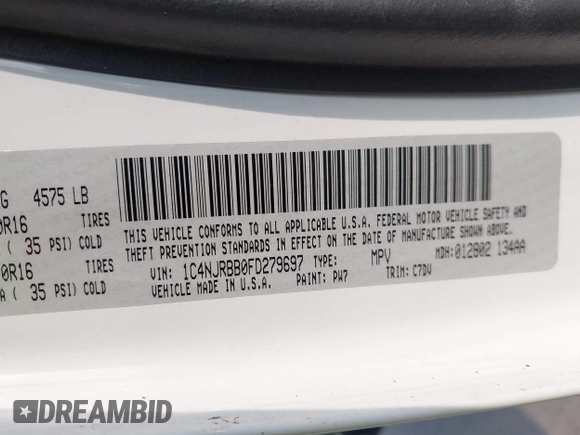 G 4575 LB
0R16 TIRES
( 35 PSI) COLD
0R16 TIRES
A ( 35 PSI) COLD
THIS VEHICLE CONFORMS TO ALL APPLICABLE U.S.A. FEDERAL MOTOR VEHICLE SAFETY AND
THEFT PREVENTION STANDARDS IN EFFECT ON THE DATE OF MANUFACTURE SHOWN ABOVE.
VIN: 1C4NJRBB0FD279697 TYPE: MPV MDH: 012802 134AA
VEHICLE MADE IN U.S.A. PAINT: PW7 TRIM: C7DV
DREAMBID